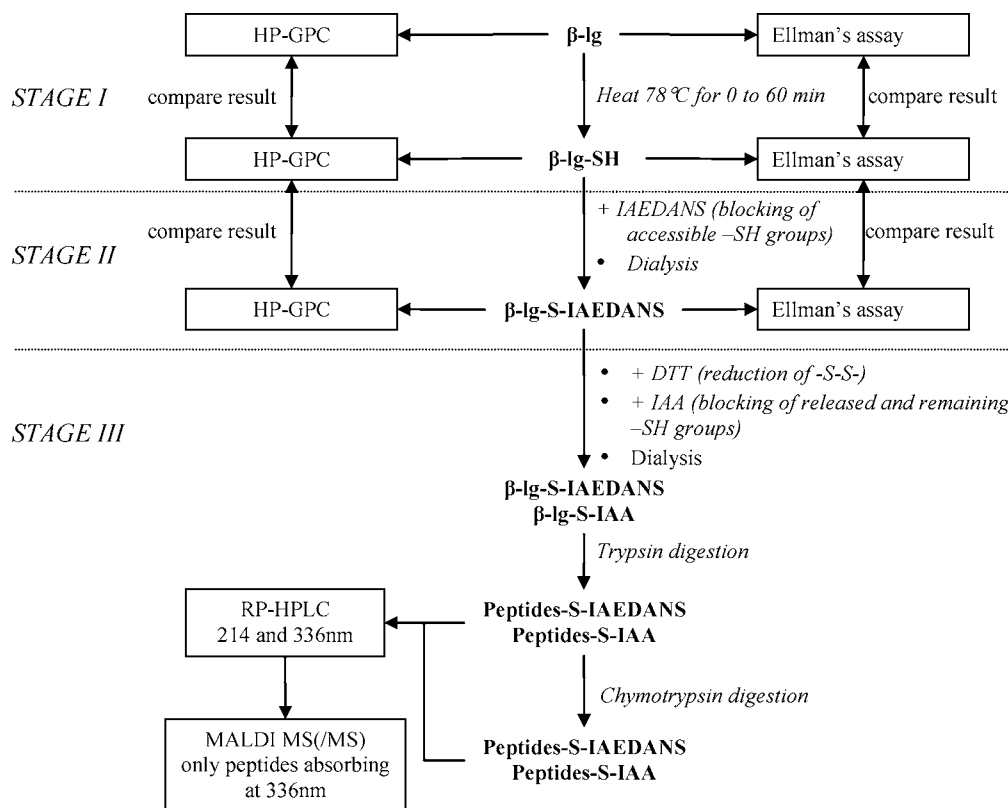 HP-GPC
β-lg
Ellman's assay
STAGE I
compare result
Heat 78°C for 0 to 60 min
compare result
HP-GPC
β-lg-SH
Ellman's assay
STAGE II
compare result
+ IAEDANS (blocking of
accessible –SH groups)
• Dialysis
compare result
HP-GPC
β-lg-S-IAEDANS
Ellman's assay
STAGE III
• + DTT (reduction of -S-S-)
• + IAA (blocking of released and remaining
–SH groups)
• Dialysis
β-lg-S-IAEDANS
β-lg-S-IAA
Trypsin digestion
RP-HPLC
214 and 336nm
Peptides-S-IAEDANS
Peptides-S-IAA
Chymotrypsin digestion
MALDI MS(/MS)
only peptides absorbing
at 336nm
Peptides-S-IAEDANS
Peptides-S-IAA